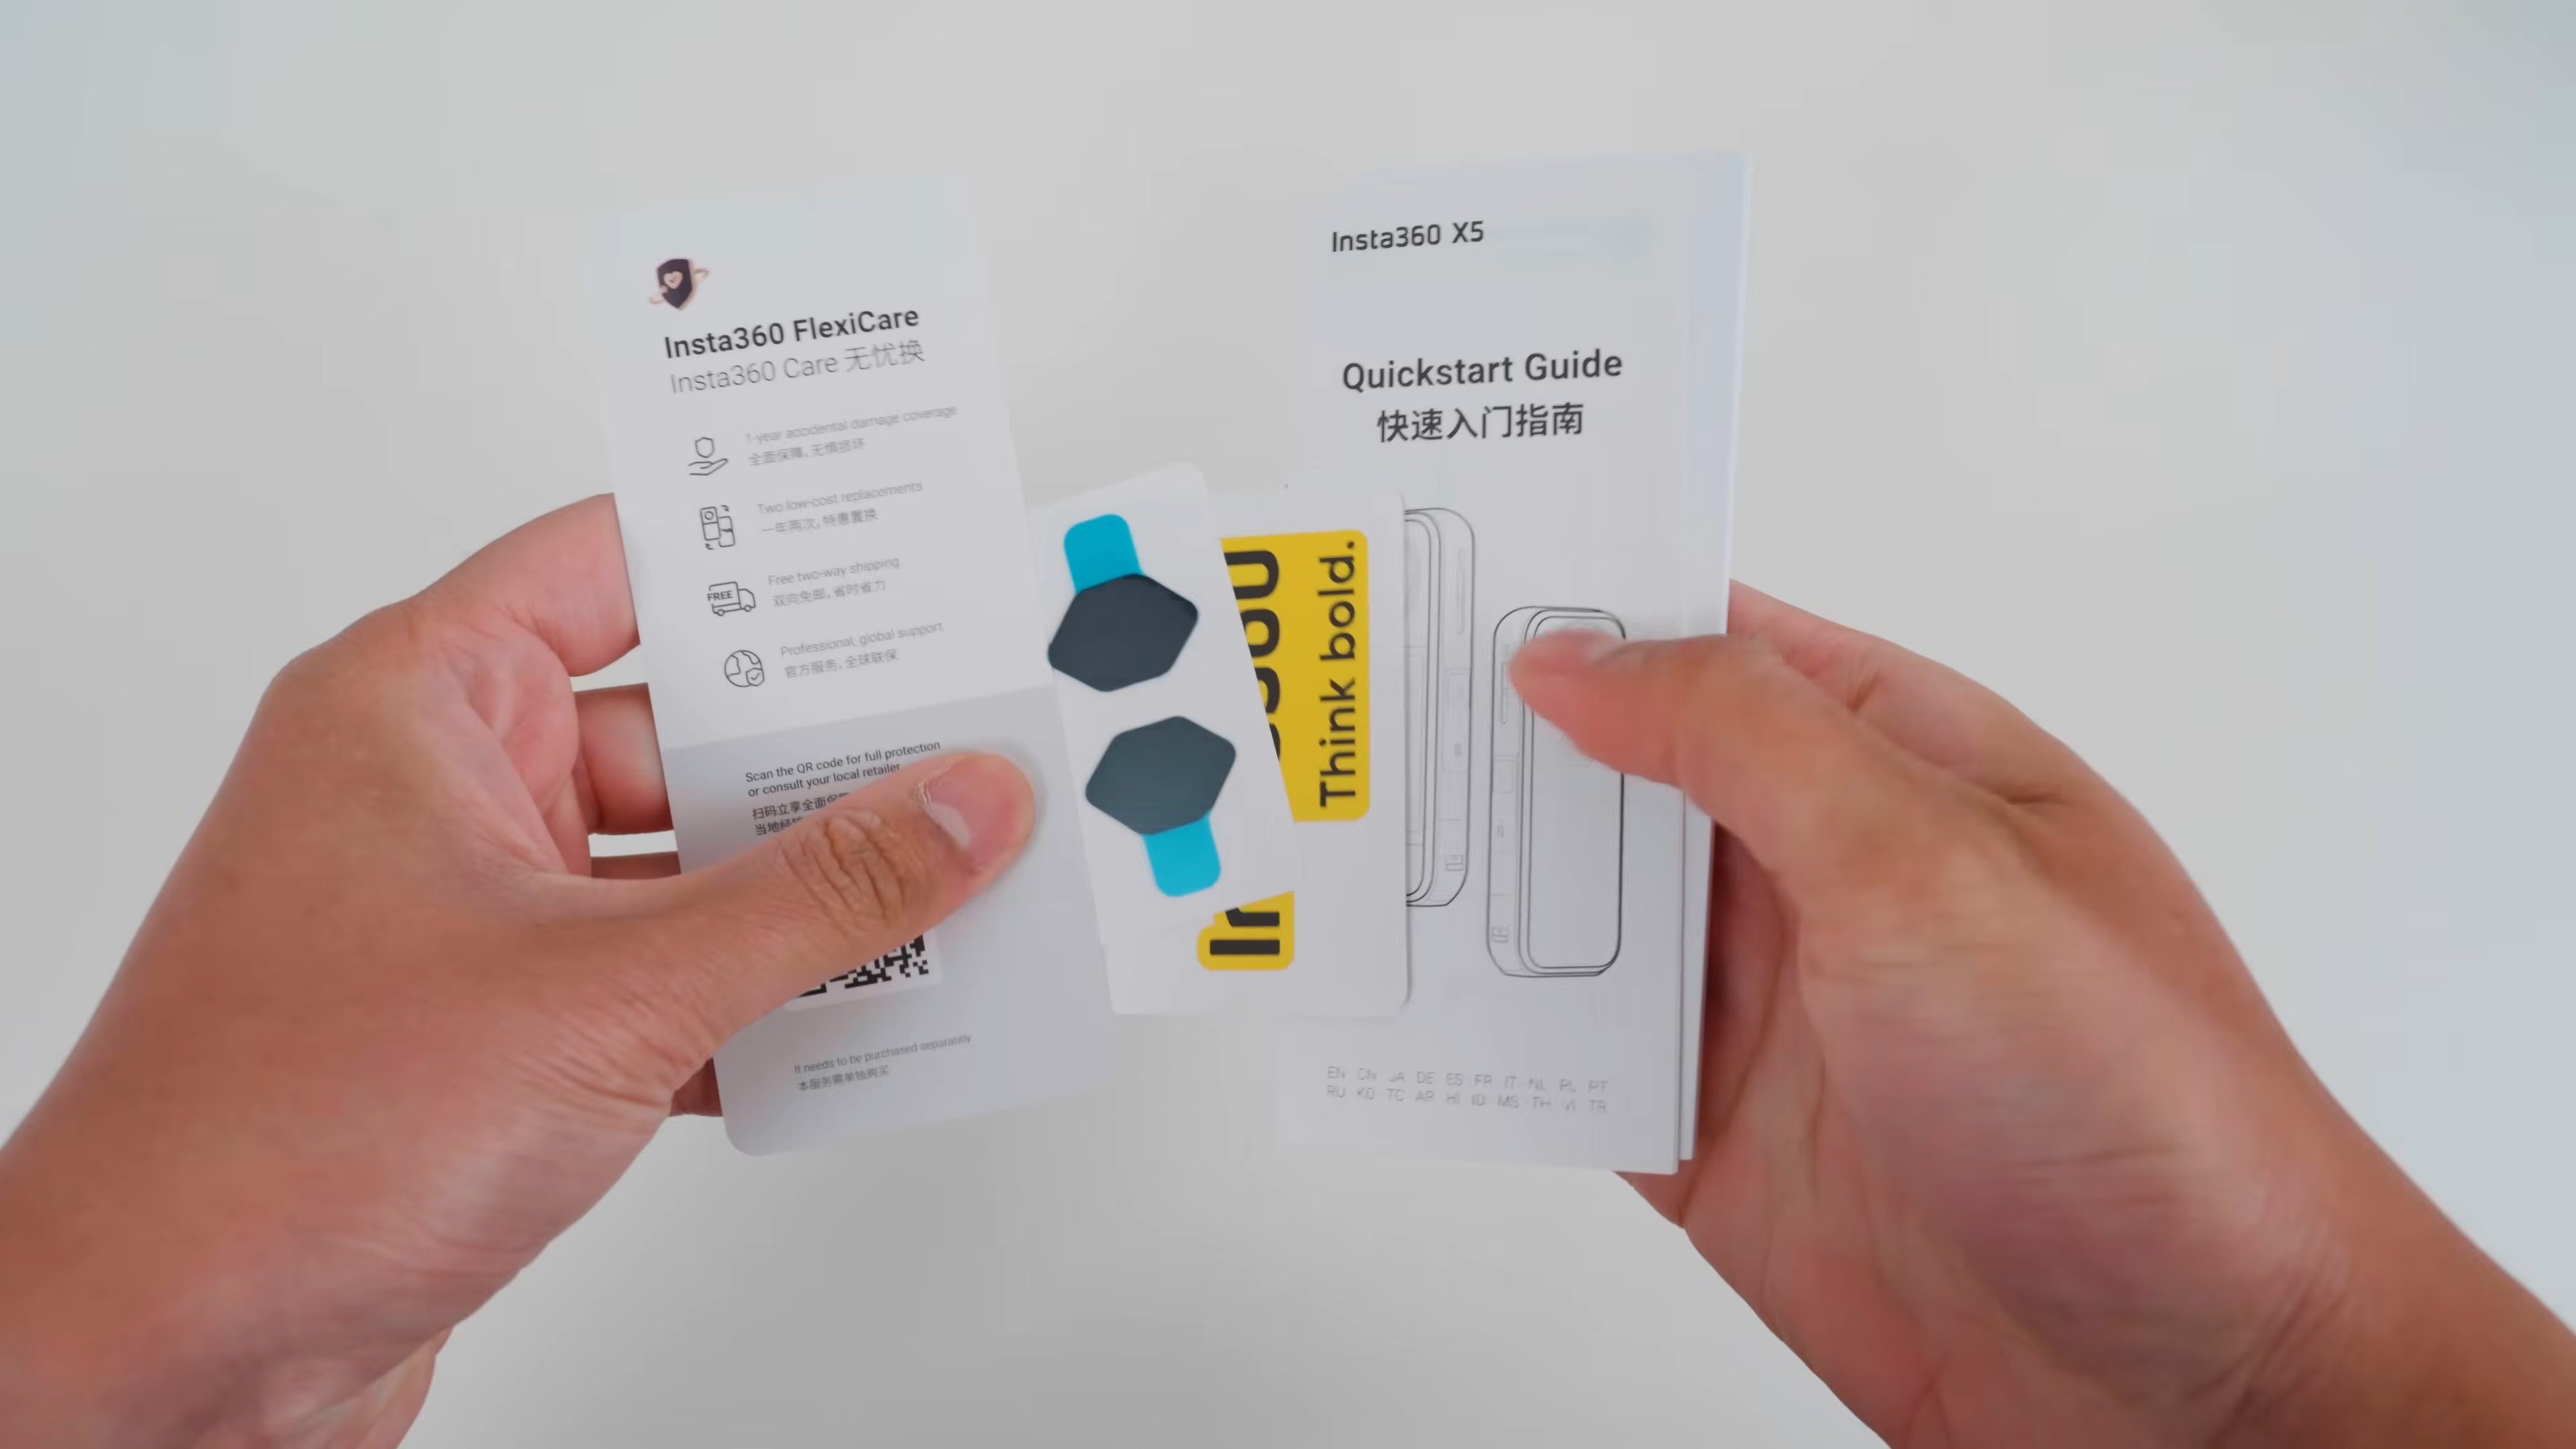 Insta360 FlexiCare
Insta360 Care 无忧换
1-year accidental damage coverage
全面保障，无惧损坏
Two low-cost replacements
一年两次，特惠置换
FREE
Free two-way shipping
双向免邮，省时省力
Professional, global support
官方服务，全球联保
Scan the QR code for full protection
or consult your local retailer
扫码立享全面保
当地经
It needs to be purchased separately
本服务需单独购买
Think bold.
Insta360 X5
Quickstart Guide
快速入门指南
EN CN JA DE ES FR IT NL PL PT
RU KO TC AR HI ID MS TH VI TR